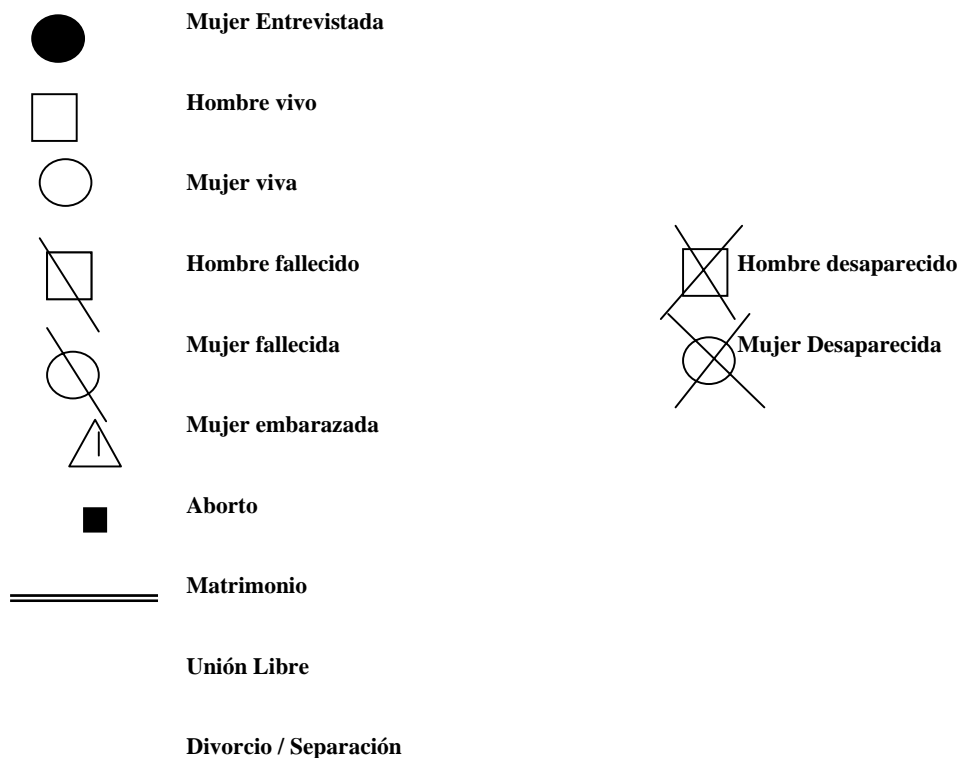 Mujer Entrevistada
Hombre vivo
Mujer viva
Hombre fallecido
Hombre desaparecido
Mujer fallecida
Mujer Desaparecida
Mujer embarazada
Aborto
Matrimonio
Unión Libre
Divorcio / Separación